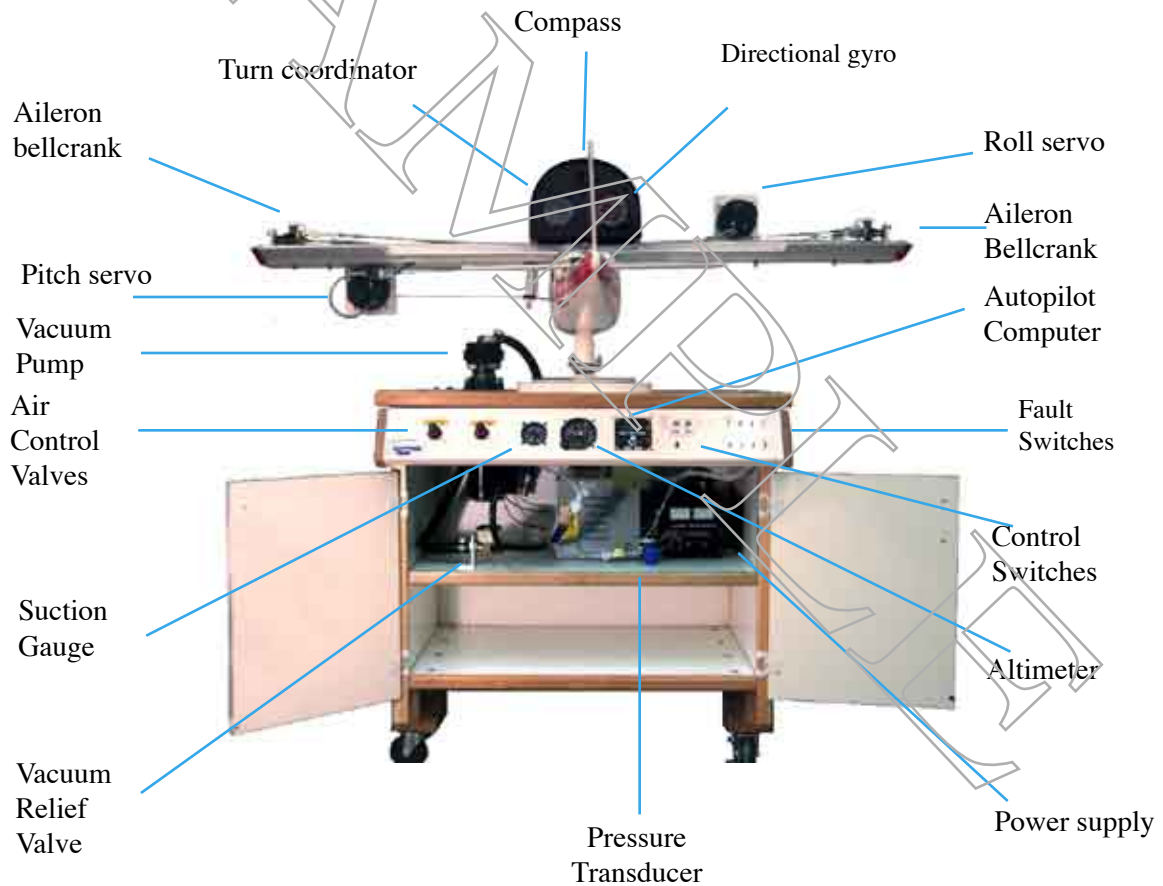 Compass
Turn coordinator
Directional gyro
Aileron
bellcrank
Roll servo
Aileron
Bellcrank
Pitch servo
Autopilot
Computer
Vacuum
Pump
Air
Control
Valves
Fault
Switches
Control
Switches
Suction
Gauge
Altimeter
Vacuum
Relief
Valve
Pressure
Transducer
Power supply